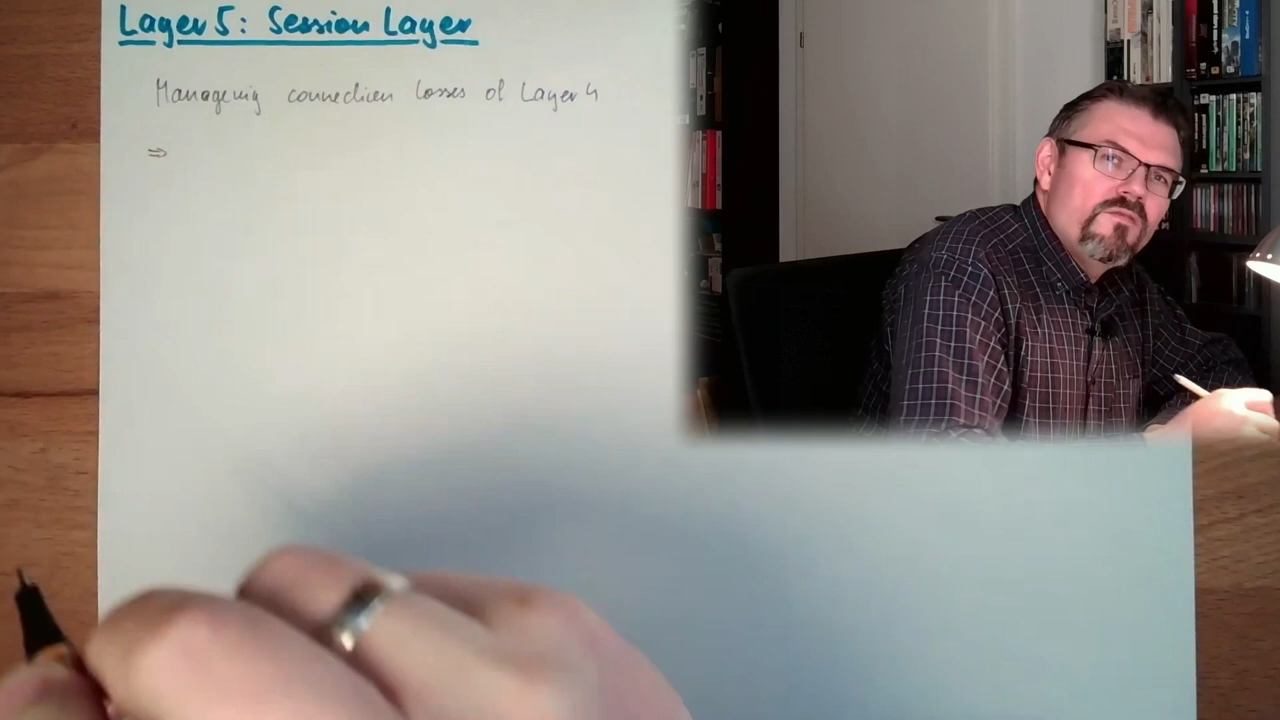 Layer 5: Session Layer
Managing connection losses of Layer 4
⇒